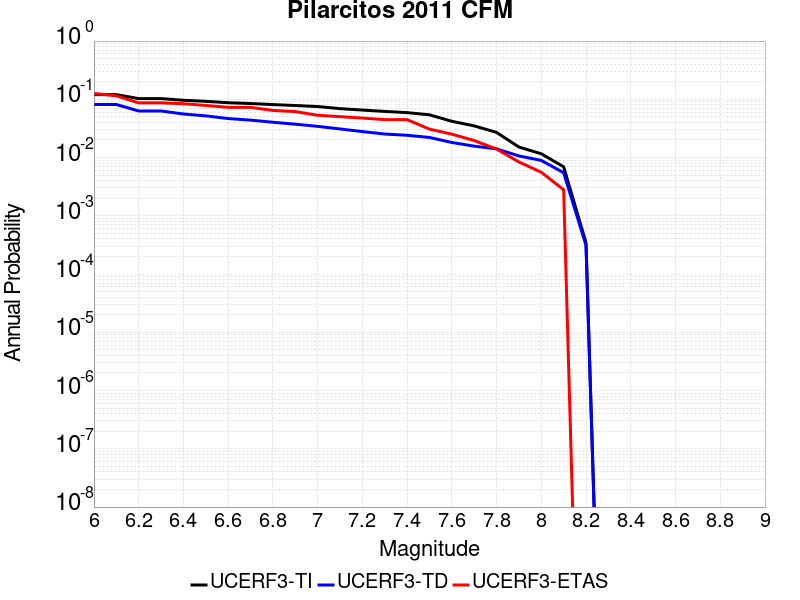 Pilarcitos 2011 CFM
10^0
10^-1
10^-2
10^-3
10^-4
10^-5
10^-6
10^-7
10^-8
Annual Probability
6 6.2 6.4 6.6 6.8 7 7.2 7.4 7.6 7.8 8 8.2 8.4 8.6 8.8 9
Magnitude
UCERF3-TI UCERF3-TD UCERF3-ETAS